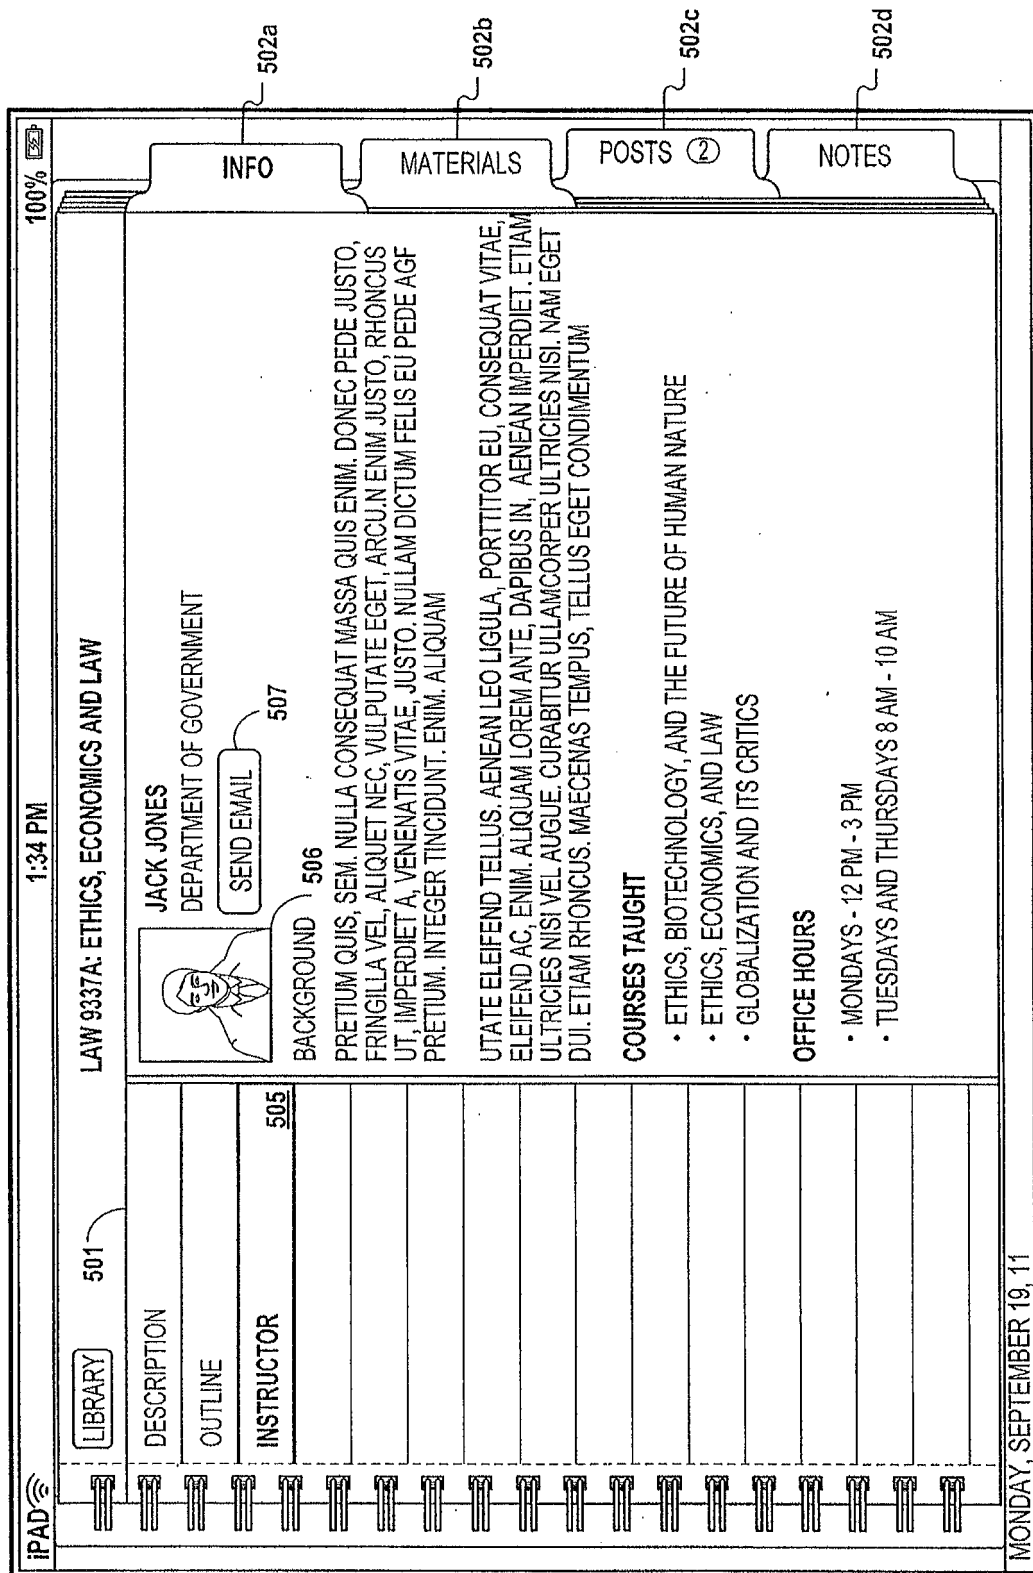 iPAD
1:34 PM
100%
LIBRARY
501
LAW 9337A: ETHICS, ECONOMICS AND LAW
DESCRIPTION
OUTLINE
INSTRUCTOR
505
JACK JONES
DEPARTMENT OF GOVERNMENT
SEND EMAIL
507
506
BACKGROUND
PRETIUM QUIS, SEM. NULLA CONSEQUAT MASSA QUIS ENIM. DONEC PEDE JUSTO,
FRINGILLA VEL, ALIQUET NEC, VULPUTATE EGET, ARCU.N ENIM JUSTO, RHONCUS
UT, IMPERDIET A, VENENATIS VITAE, JUSTO. NULLAM DICTUM FELIS EU PEDE AGF
PRETIUM. INTEGER TINCIDUNT. ENIM. ALIQUAM
UTATE ELEIFEND TELLUS. AENEAN LEO LIGULA, PORTTITOR EU, CONSEQUAT VITAE,
ELEIFEND AC, ENIM. ALIQUAM LOREM ANTE, DAPIBUS IN, AENEAN IMPERDIET. ETIAM
ULTRICIES NISI VEL AUGUE. CURABITUR ULLAMCORPER ULTRICIES NISI. NAM EGET
DUI. ETIAM RHONCUS. MAECENAS TEMPUS, TELLUS EGET CONDIMENTUM
COURSES TAUGHT
• ETHICS, BIOTECHNOLOGY, AND THE FUTURE OF HUMAN NATURE
• ETHICS, ECONOMICS, AND LAW
• GLOBALIZATION AND ITS CRITICS
OFFICE HOURS
• MONDAYS - 12 PM - 3 PM
• TUESDAYS AND THURSDAYS 8 AM - 10 AM
INFO
502a
MATERIALS
502b
POSTS 2
502c
NOTES
502d
MONDAY, SEPTEMBER 19, 11